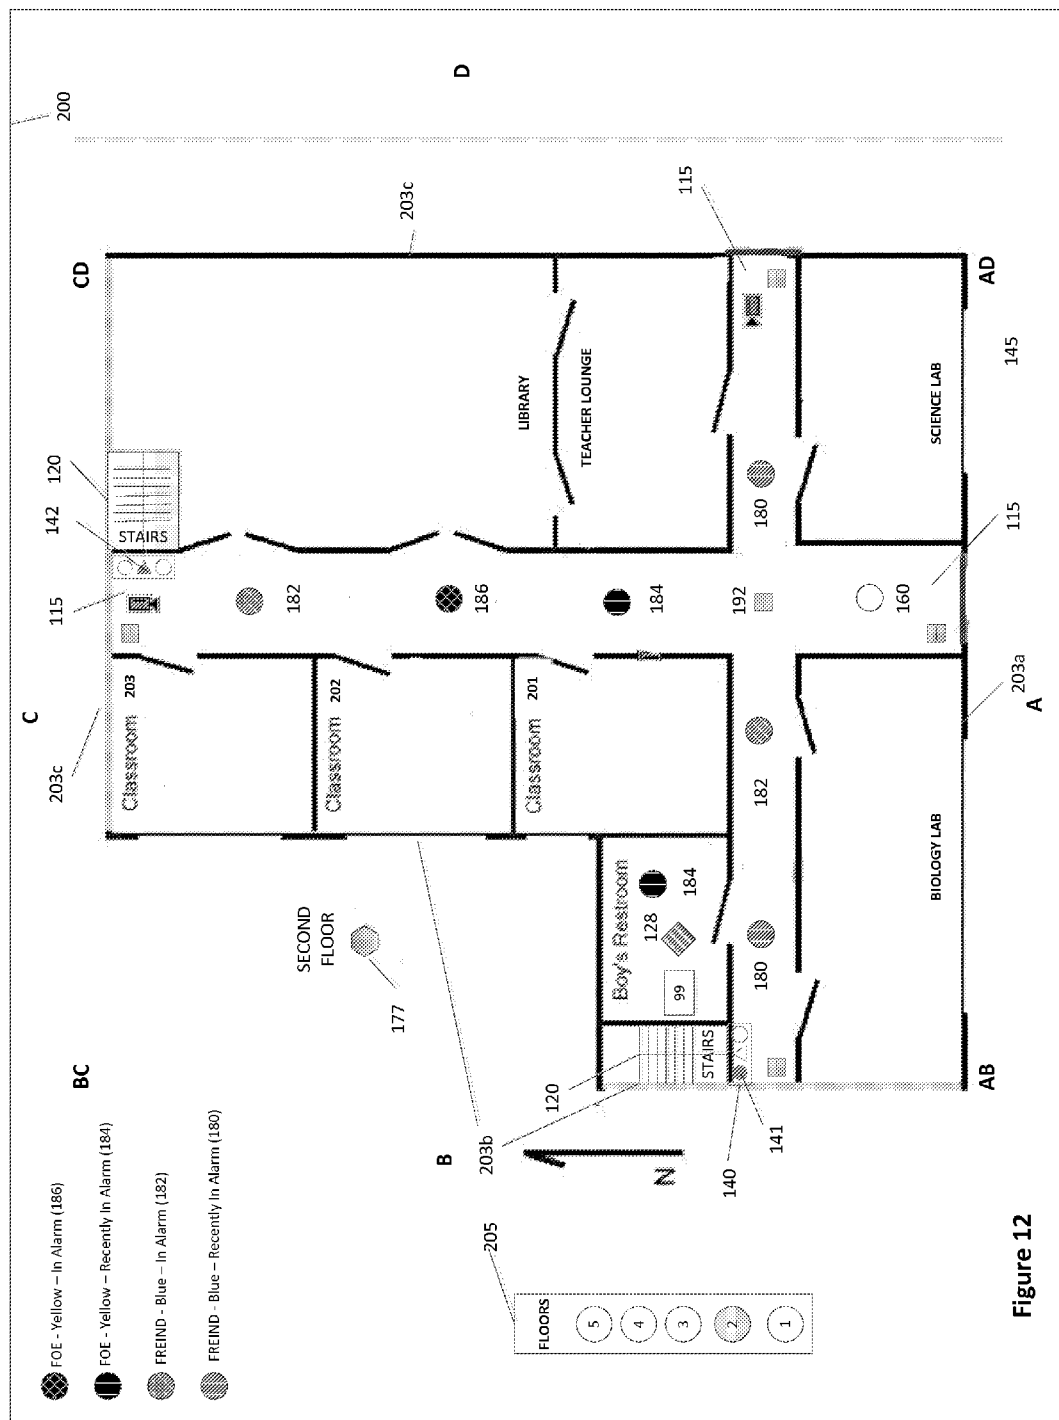 FOE - Yellow – In Alarm (186)
FOE - Yellow – Recently In Alarm (184)
FREIND - Blue – In Alarm (182)
FREIND - Blue – Recently In Alarm (180)
C
203c
115
142
120
200
BC
CD
Classroom 203
STAIRS
182
SECOND
FLOOR
177
Classroom 202
203c
D
B
186
203b
205
Classroom 201
LIBRARY
FLOORS
5
4
3
2
1
120
TEACHER LOUNGE
Boy's Restroom
128
184
99
184
STAIRS
N
115
140
141
192
180
182
180
160
BIOLOGY LAB
SCIENCE LAB
AB
AD
203a
115
145
A
Figure 12